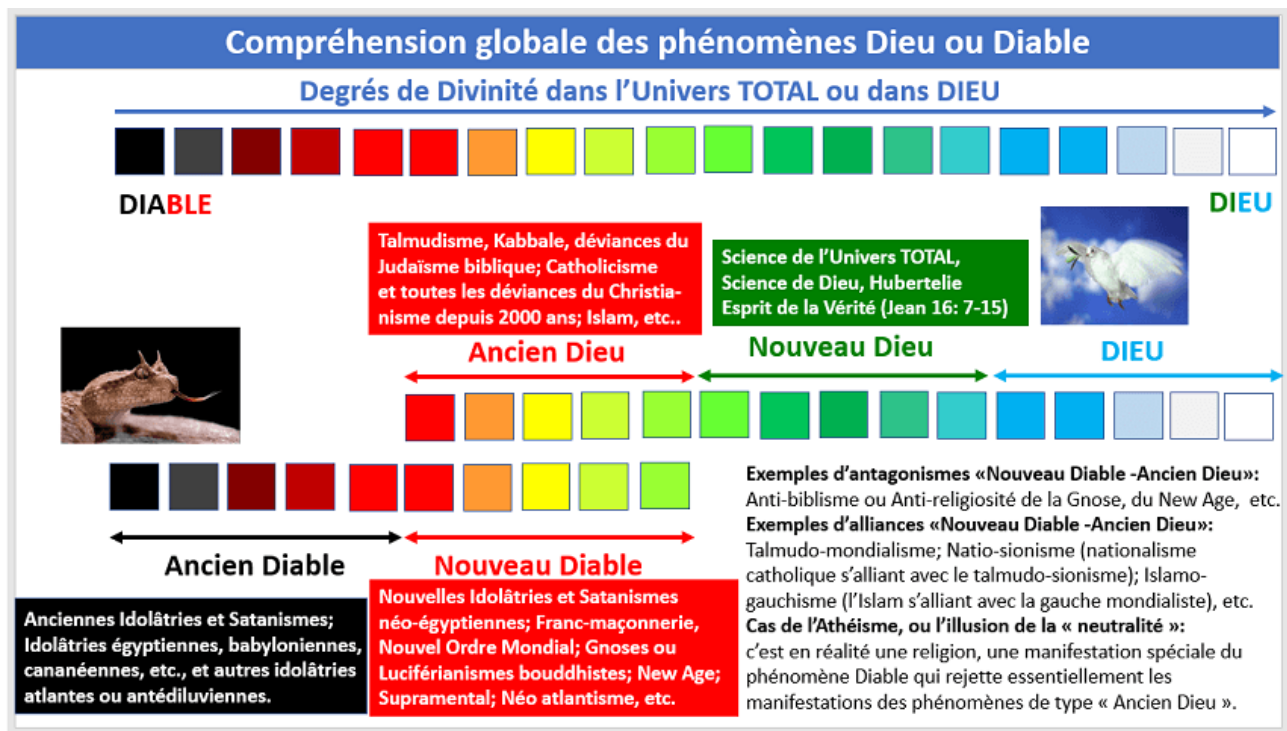 Compréhension globale des phénomènes Dieu ou Diable
Degrés de Divinité dans l’Univers TOTAL ou dans DIEU
DIABLE
DIEU
Talmudisme, Kabbale, déviances du
Judaïsme biblique; Catholicisme
et toutes les déviances du Christia-
nisme depuis 2000 ans; Islam, etc..
Science de l’Univers TOTAL,
Science de Dieu, Hubertelie
Esprit de la Vérité (Jean 16: 7-15)
Ancien Dieu
Nouveau Dieu
DIEU
Ancien Diable
Nouveau Diable
Anciennes Idolâtries et Satanismes;
Idolâtries égyptiennes, babyloniennes,
cananéennes, etc., et autres idolâtries
atlantes ou antédiluviennes.
Nouvelles Idolâtries et Satanismes
néo-égyptiennes; Franc-maçonnerie,
Nouvel Ordre Mondial; Gnoses ou
Luciférianismes bouddhistes; New Age;
Supramental; Néo atlantisme, etc.
Exemples d’antagonismes «Nouveau Diable -Ancien Dieu»:
Anti-biblisme ou Anti-religiosité de la Gnose, du New Age, etc.
Exemples d’alliances «Nouveau Diable -Ancien Dieu»:
Talmudo-mondialisme; Natio-sionisme (nationalisme
catholique s’alliant avec le talmudo-sionisme); Islamo-
gauchisme (l’Islam s’alliant avec la gauche mondialiste), etc.
Cas de l’Athéisme, ou l’illusion de la « neutralité »:
c’est en réalité une religion, une manifestation spéciale du
phénomène Diable qui rejette essentiellement les
manifestations des phénomènes de type « Ancien Dieu ».